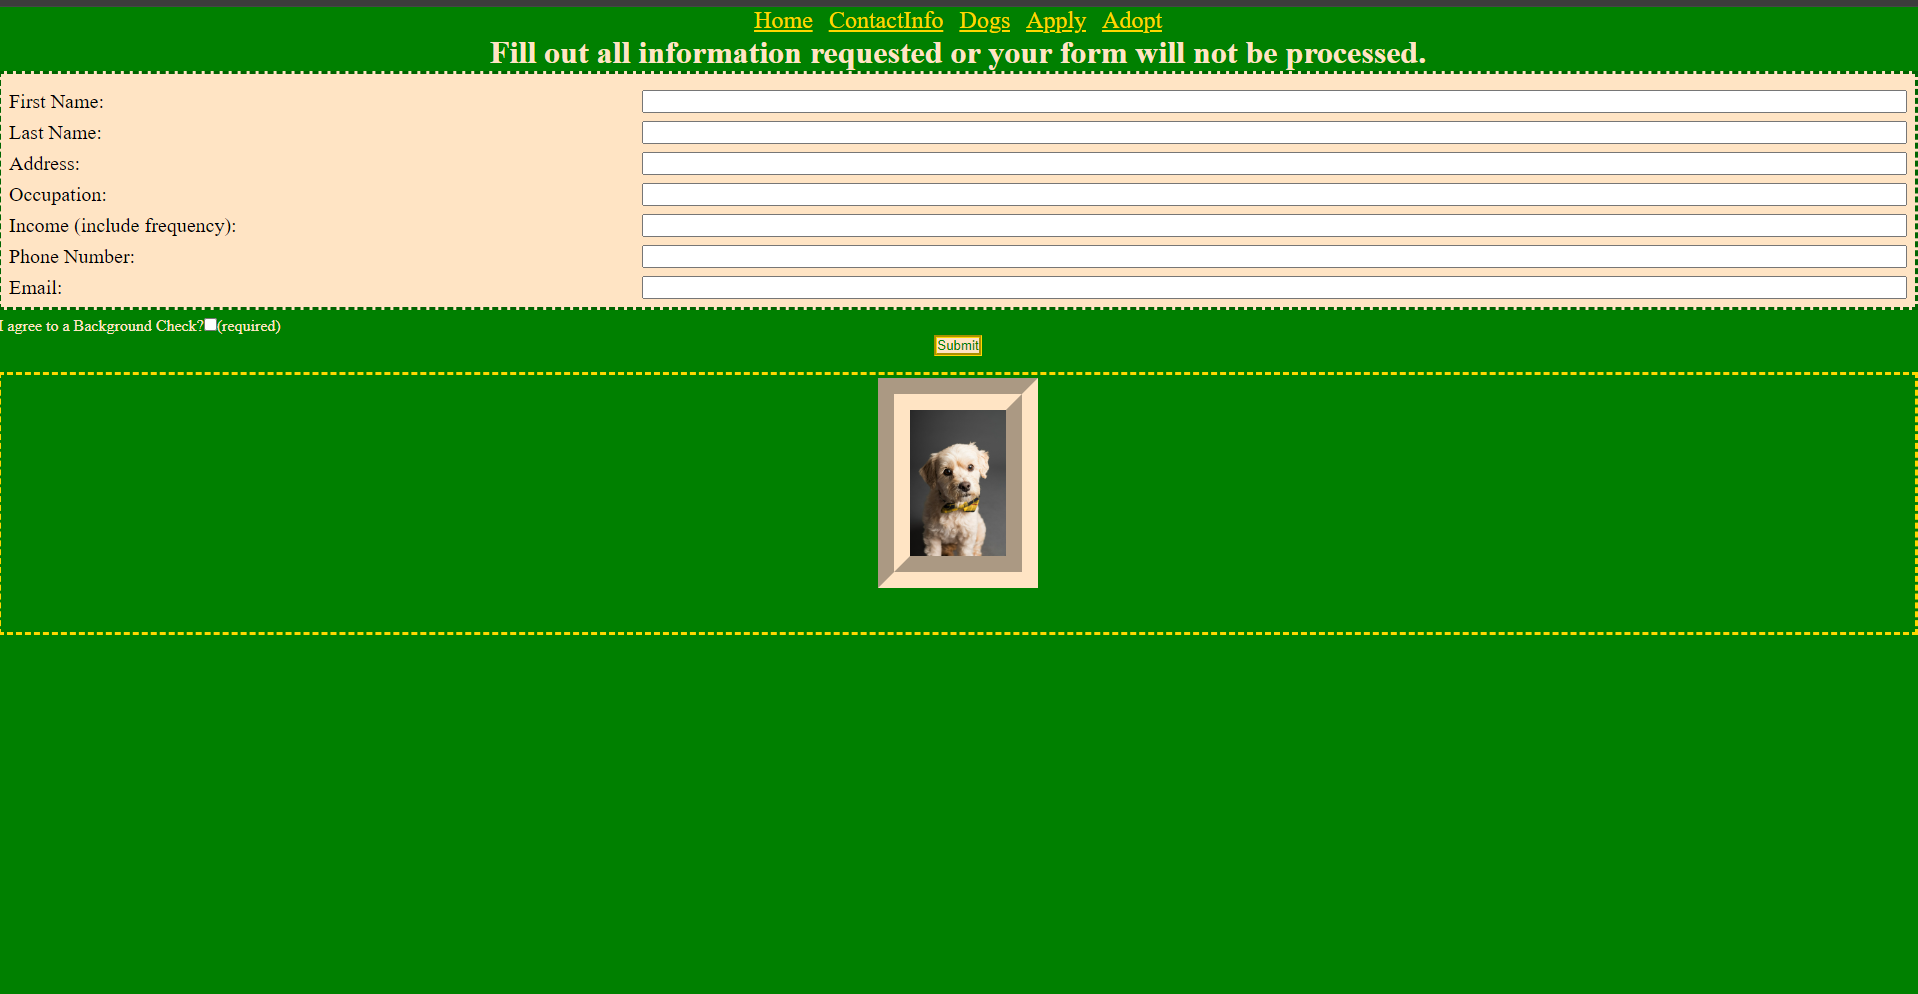 Home ContactInfo Dogs Apply Adopt
Fill out all information requested or your form will not be processed.
First Name:
Last Name:
Address:
Occupation:
Income (include frequency):
Phone Number:
Email:
I agree to a Background Check?(required)
Submit